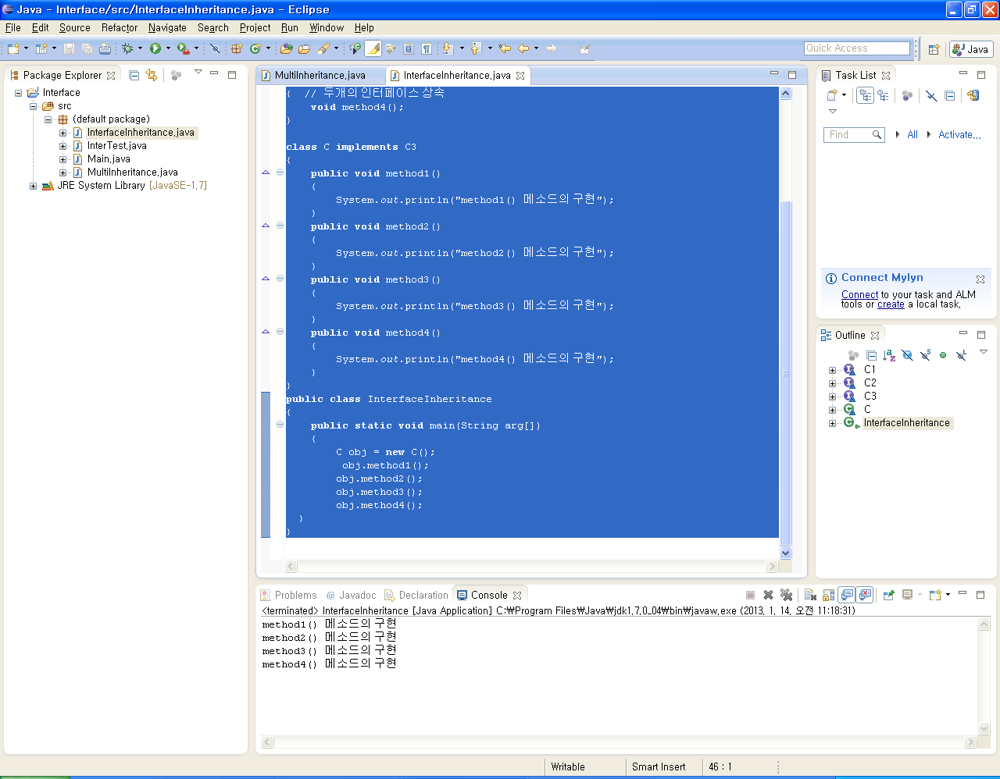 Java - Interface/src/InterfaceInheritance.java - Eclipse
File Edit Source Refactor Navigate Search Project Run Window Help
Quick Access
Java
Package Explorer
Interface
src
(default package)
InterfaceInheritance.java
InterTest.java
Main.java
MultiInheritance.java
JRE System Library [JavaSE-1.7]
MultiInheritance.java
InterfaceInheritance.java
{  // 두개의 인터페이스 상속
void method4();
}
class C implements C3
{
public void method1()
{
System.out.println("method1() 메소드의 구현");
}
public void method2()
{
System.out.println("method2() 메소드의 구현");
}
public void method3()
{
System.out.println("method3() 메소드의 구현");
}
public void method4()
{
System.out.println("method4() 메소드의 구현");
}
}
public class InterfaceInheritance
{
public static void main(String arg[])
{
C obj = new C();
obj.method1();
obj.method2();
obj.method3();
obj.method4();
}
}
Task List
Find
All
Activate...
Connect Mylyn
Connect to your task and ALM
tools or create a local task.
Outline
C1
C2
C3
C
InterfaceInheritance
Problems
@ Javadoc
Declaration
Console
<terminated> InterfaceInheritance [Java Application] C:\Program Files\Java\jdk1.7.0_04\bin\javaw.exe (2013. 1. 14. 오전 11:18:31)
method1() 메소드의 구현
method2() 메소드의 구현
method3() 메소드의 구현
method4() 메소드의 구현
Writable
Smart Insert
46 : 1